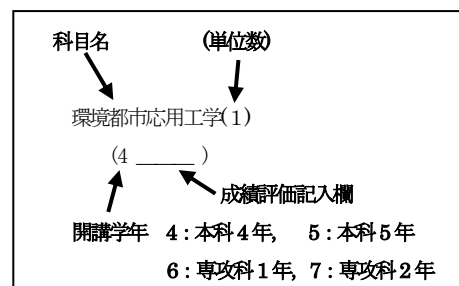 科目名 (単位数)
環境都市応用工学(1)
(4 ______ )
成績評価記入欄
開講学年 4:本科4年, 5:本科5年
6:専攻科1年, 7:専攻科2年